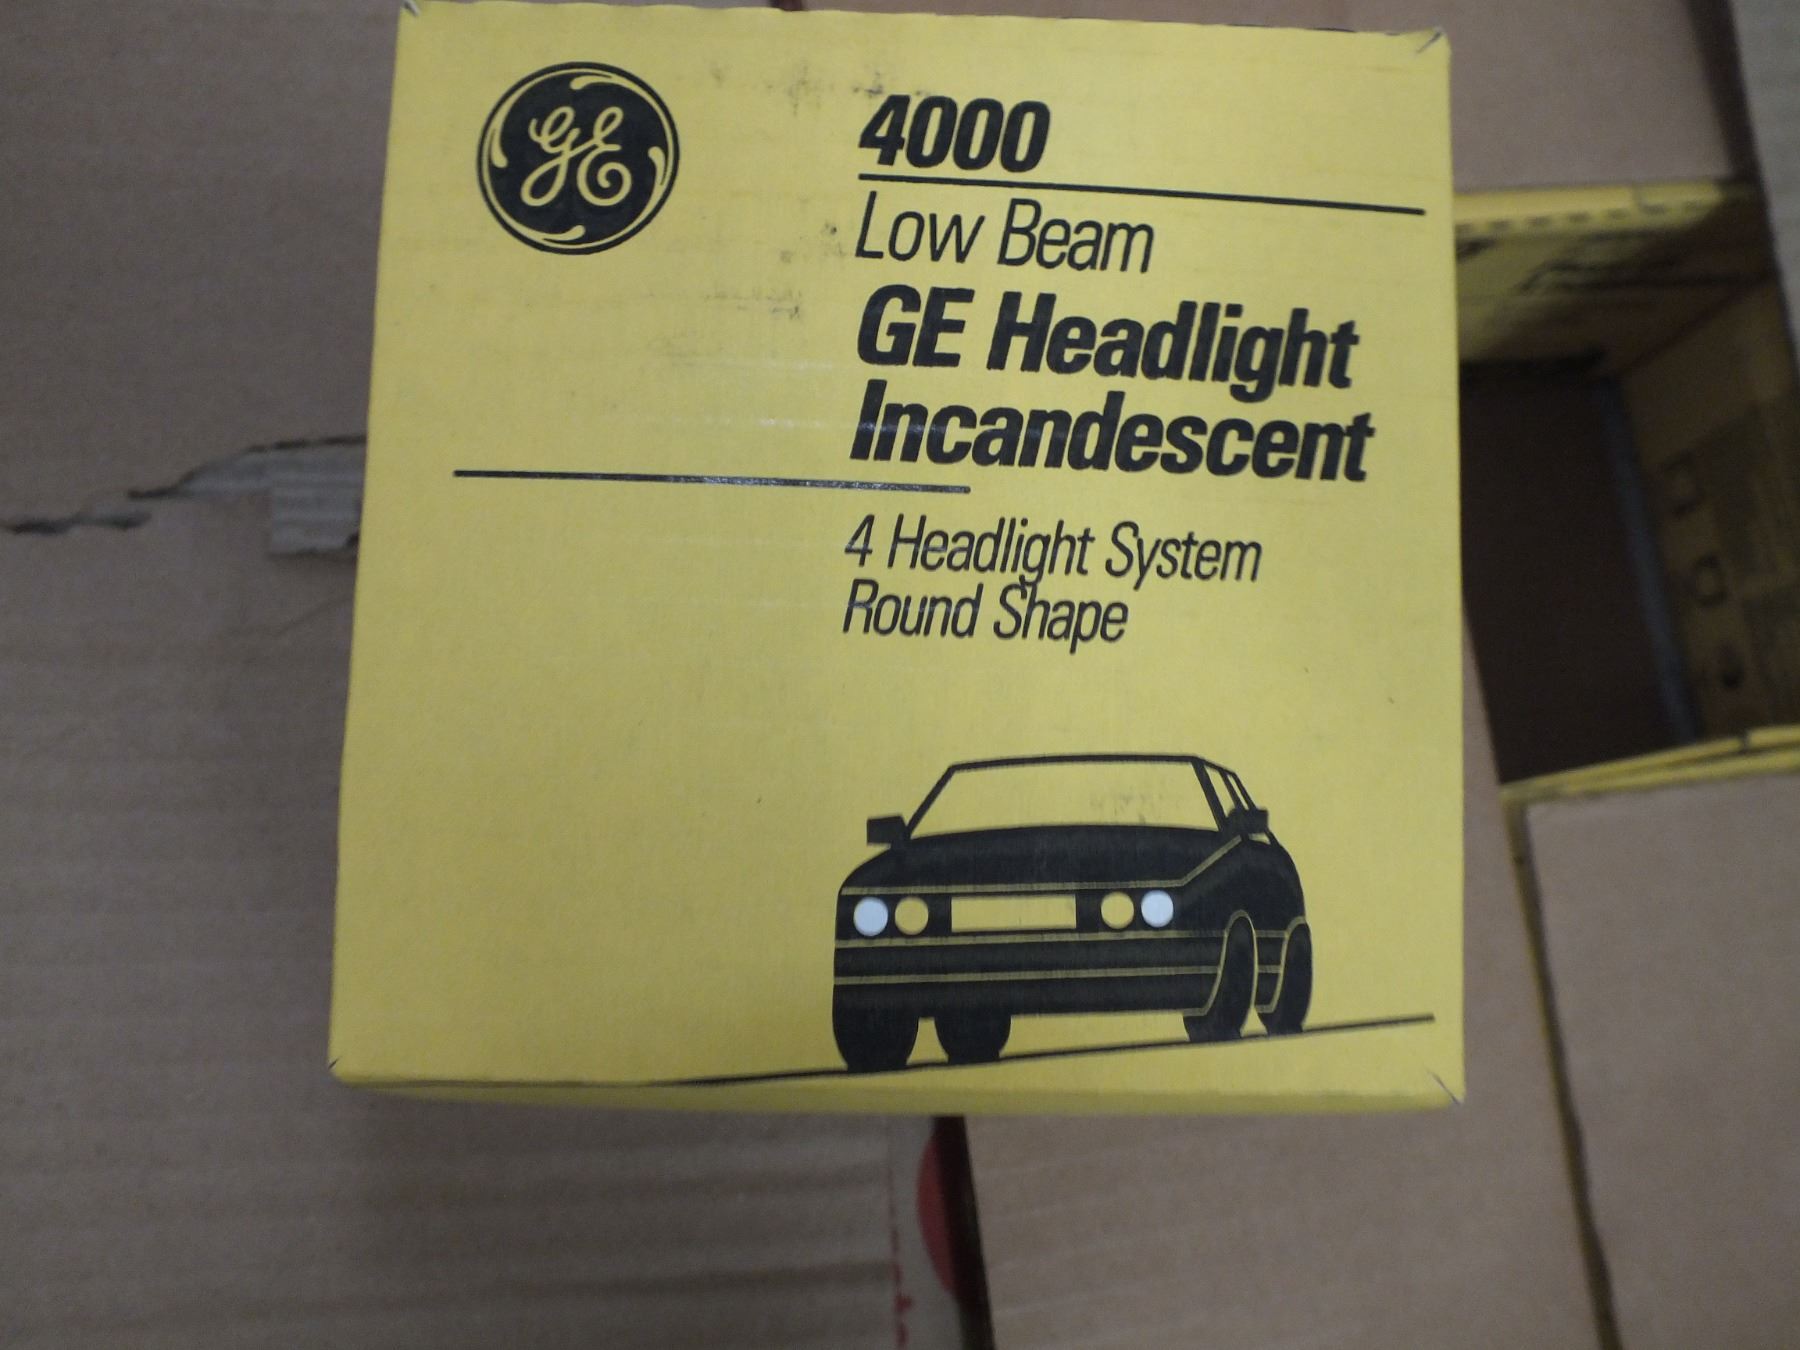 GE
4000
Low Beam
GE Headlight
Incandescent
4 Headlight System
Round Shape